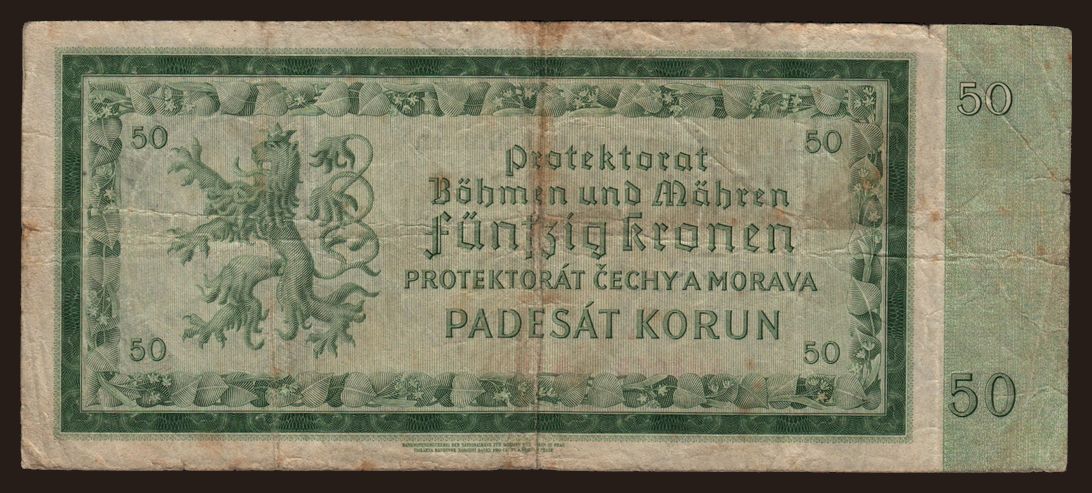 50
50
50
Protektorat
Böhmen und Mähren
Fünfzig Kronen
PROTEKTORÁT ČECHY A MORAVA
PADESÁT KORUN
50
50
50